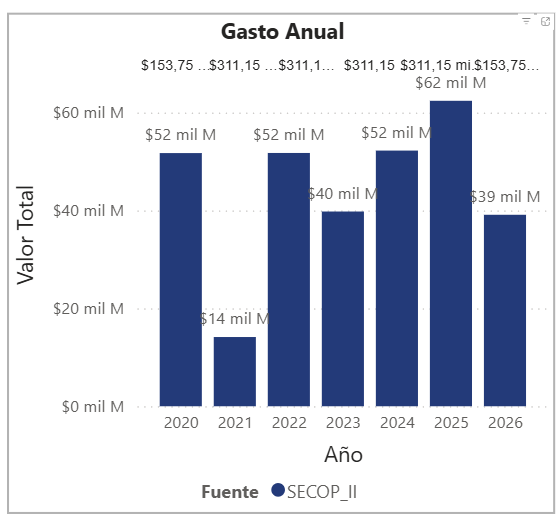 Gasto Anual
$153,75 ... $311,15 ... $311,1... $311,15 $311,15 mi... $153,75...
$62 mil M
$60 mil M
$52 mil M $52 mil M $52 mil M
$40 mil M $39 mil M
$40 mil M
$20 mil M
$14 mil M
$0 mil M
2020 2021 2022 2023 2024 2025 2026
Valor Total
Año
Fuente SECOP_II